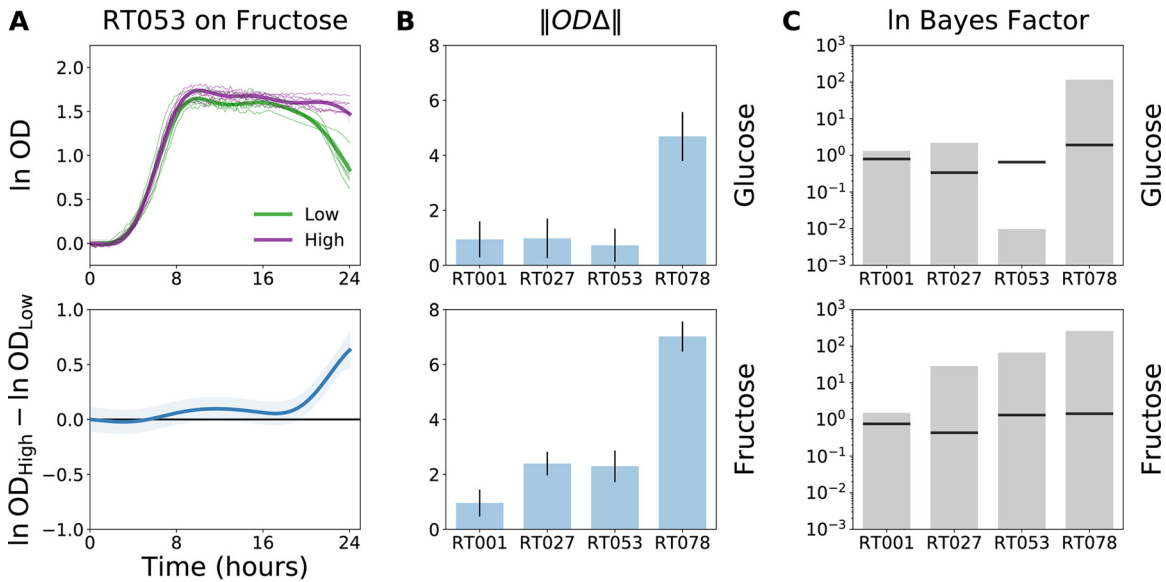 A
RT053 on Fructose
ln OD
2.0
1.5
1.0
0.5
0.0
Low
High
0
8
16
24
ln OD_High − ln OD_Low
1.0
0.5
0.0
−0.5
−1.0
0
8
16
24
Time (hours)
B
‖ODΔ‖
8
6
4
2
0
RT001 RT027 RT053 RT078
Glucose
8
6
4
2
0
RT001 RT027 RT053 RT078
Fructose
C
ln Bayes Factor
10³
10²
10¹
10⁰
10⁻¹
10⁻²
10⁻³
RT001 RT027 RT053 RT078
Glucose
10³
10²
10¹
10⁰
10⁻¹
10⁻²
10⁻³
RT001 RT027 RT053 RT078
Fructose